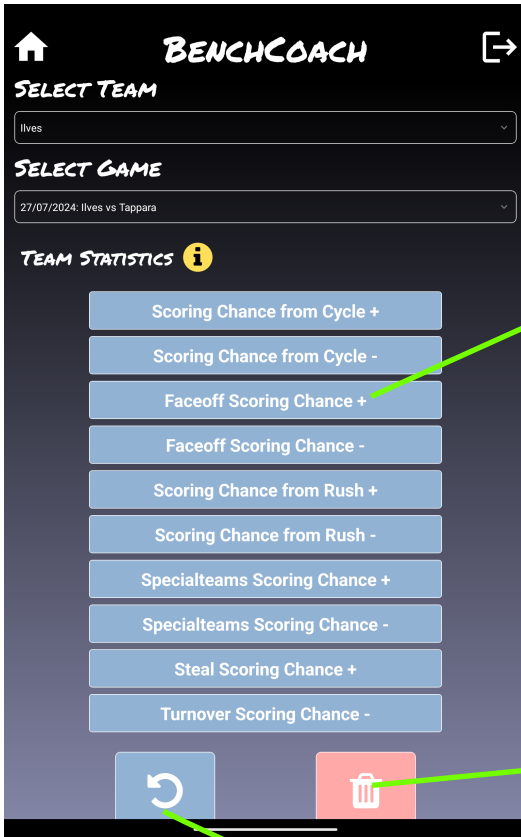 BenchCoach
Select Team
Ilves
Select Game
27/07/2024: Ilves vs Tappara
Team Statistics i
Scoring Chance from Cycle +
Scoring Chance from Cycle -
Faceoff Scoring Chance +
Faceoff Scoring Chance -
Scoring Chance from Rush +
Scoring Chance from Rush -
Specialteams Scoring Chance +
Specialteams Scoring Chance -
Steal Scoring Chance +
Turnover Scoring Chance -